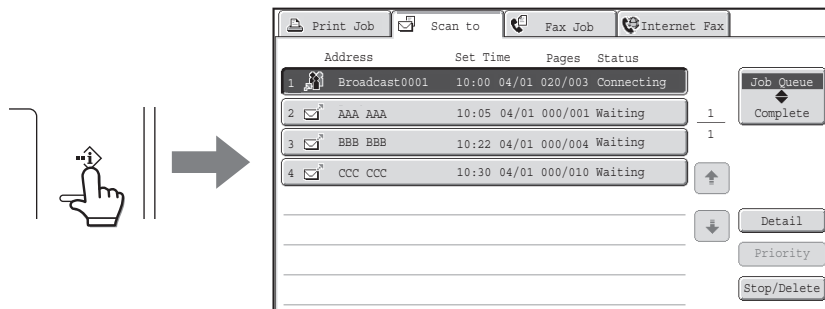 Print Job Scan to Fax Job Internet Fax
Address Set Time Pages Status
1 Broadcast0001 10:00 04/01 020/003 Connecting
2 AAA AAA 10:05 04/01 000/001 Waiting
3 BBB BBB 10:22 04/01 000/004 Waiting
4 CCC CCC 10:30 04/01 000/010 Waiting
1
1
Job Queue
Complete
Detail
Priority
Stop/Delete